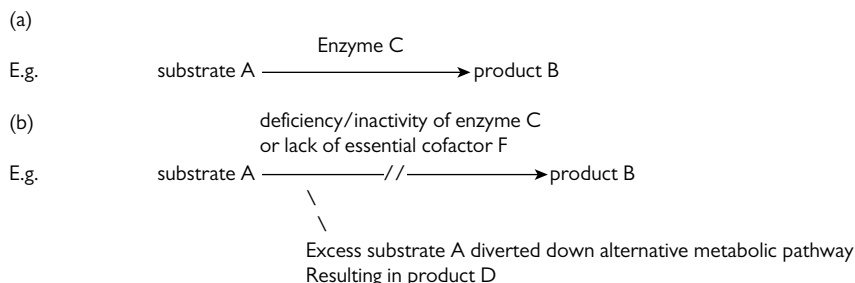 (a)
Enzyme C
E.g. substrate A product B
(b) deficiency/inactivity of enzyme C
or lack of essential cofactor F
E.g. substrate A // product B
\
\
Excess substrate A diverted down alternative metabolic pathway
Resulting in product D